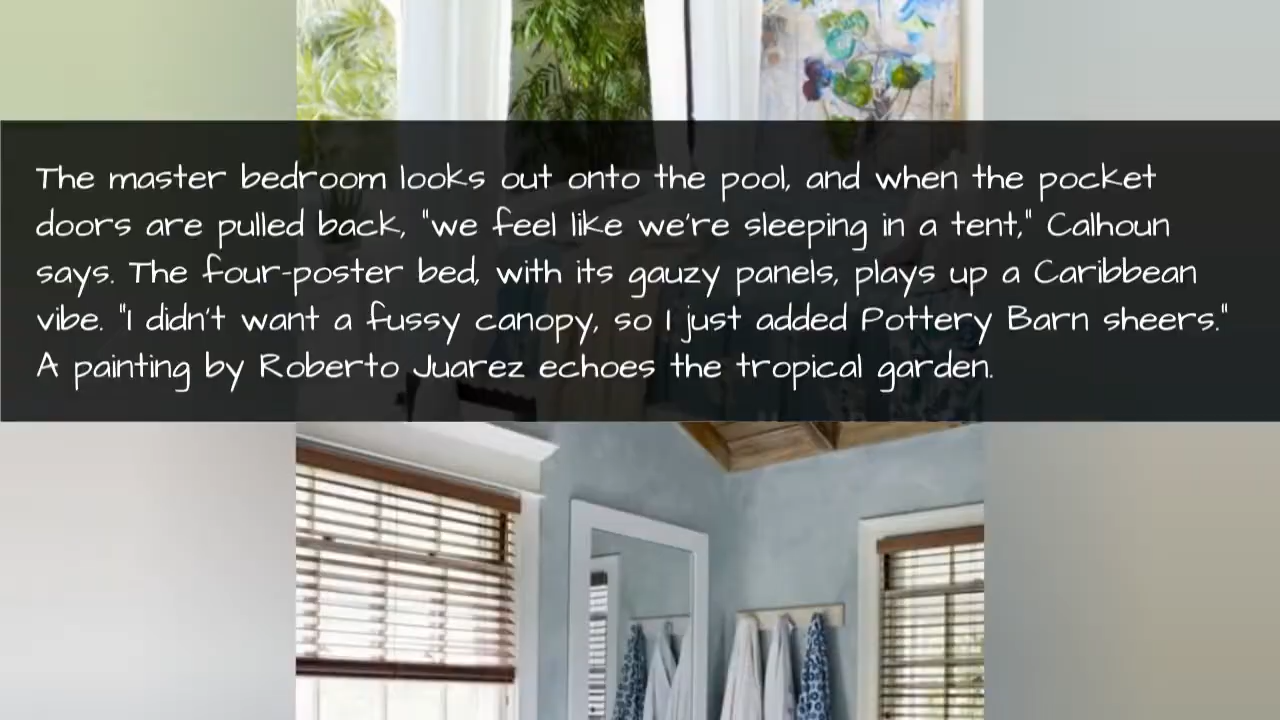 The master bedroom looks out onto the pool, and when the pocket
doors are pulled back, "we feel like we're sleeping in a tent," Calhoun
says. The four-poster bed, with its gauzy panels, plays up a Caribbean
vibe. "I didn't want a fussy canopy, so I just added Pottery Barn sheers."
A painting by Roberto Juarez echoes the tropical garden.